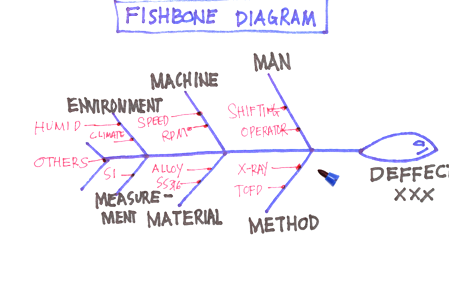 FISHBONE DIAGRAM
MAN
MACHINE
ENVIRONMENT
SHIFTING
OPERATOR
SPEED
RPM
HUMID
CLIMATE
OTHERS
SI
ALLOY
SS316
X-RAY
TOFD
DEFFECT
XXX
MEASURE-
MENT
MATERIAL
METHOD